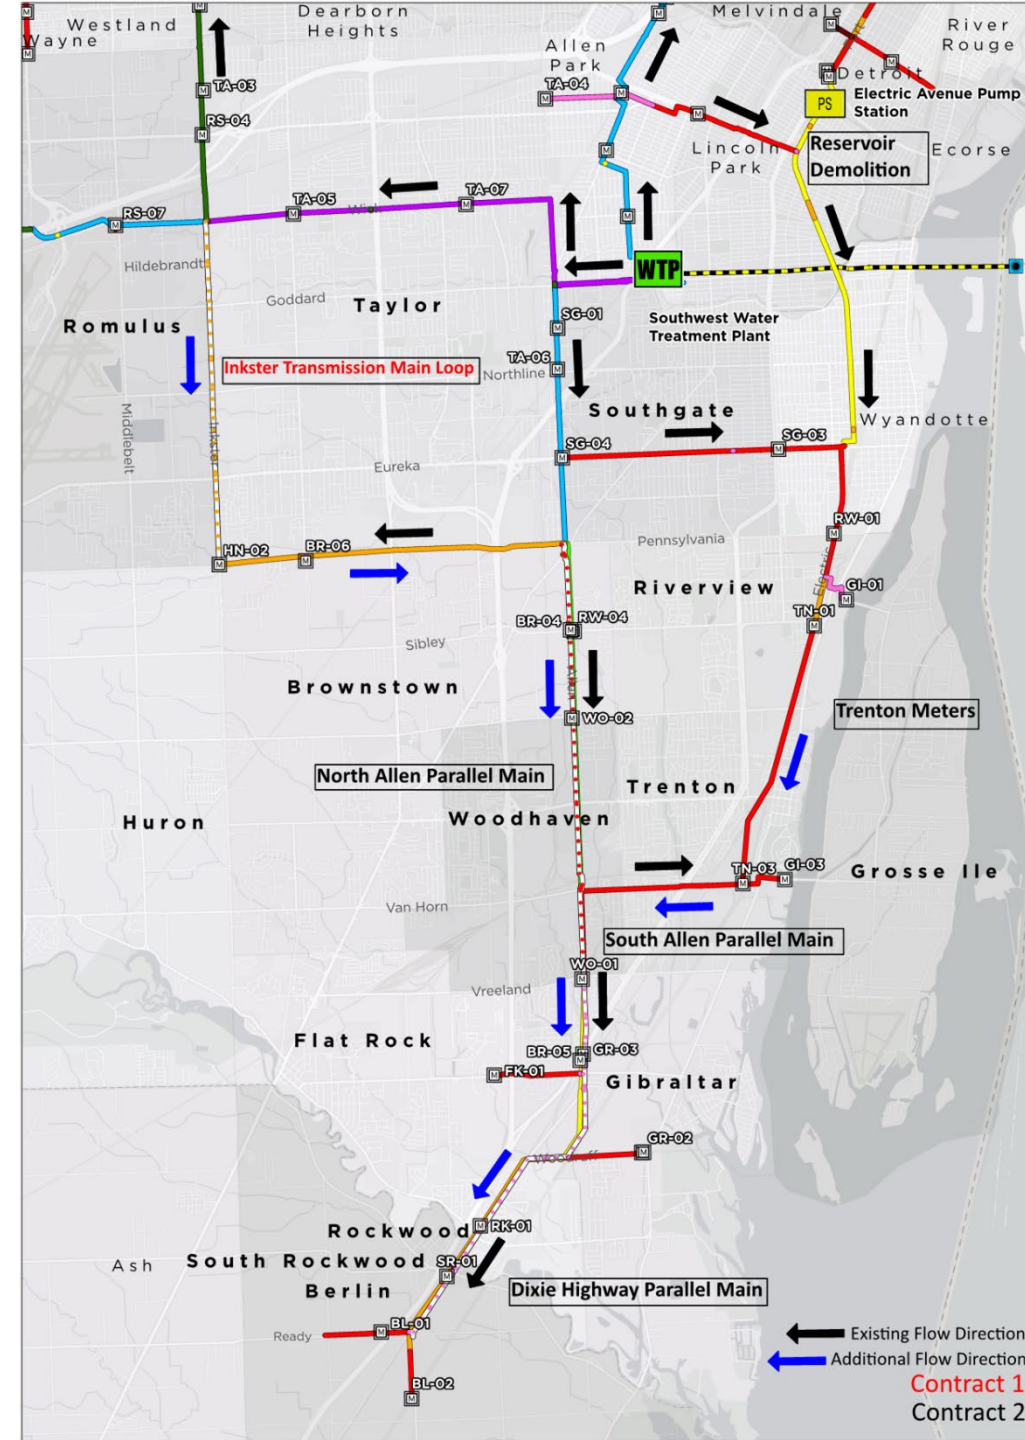 Westland
Wayne
Dearborn
Heights
Melvindale
River
Rouge
Allen
Park
TA-03
TA-04
Detroit
PS
Electric Avenue Pump
Station
RS-04
Lincoln
Park
Reservoir
Demolition
Ecorse
TA-05
TA-07
Wick
RS-07
Hildebrandt
WTP
Goddard
Taylor
SG-01
Southwest Water
Treatment Plant
Romulus
Inkster Transmission Main Loop
TA-06
Northline
Southgate
Middlebelt
Inkster
SG-04
SG-03
Wyandotte
Eureka
RW-01
HN-02
BR-06
Pennsylvania
Electric
Riverview
GI-01
TN-01
BR-04
RW-04
Sibley
Brownstown
Allen
WO-02
Trenton Meters
North Allen Parallel Main
Trenton
Huron
Woodhaven
TN-03
GI-03
Grosse Ile
Van Horn
South Allen Parallel Main
WO-01
Vreeland
Flat Rock
BR-05
GR-03
FK-01
Gibraltar
GR-02
Woodruff
RK-01
Rockwood
South Rockwood
SR-01
Ash
Berlin
Dixie Highway Parallel Main
BL-01
Ready
BL-02
Existing Flow Direction
Additional Flow Direction
Contract 1
Contract 2